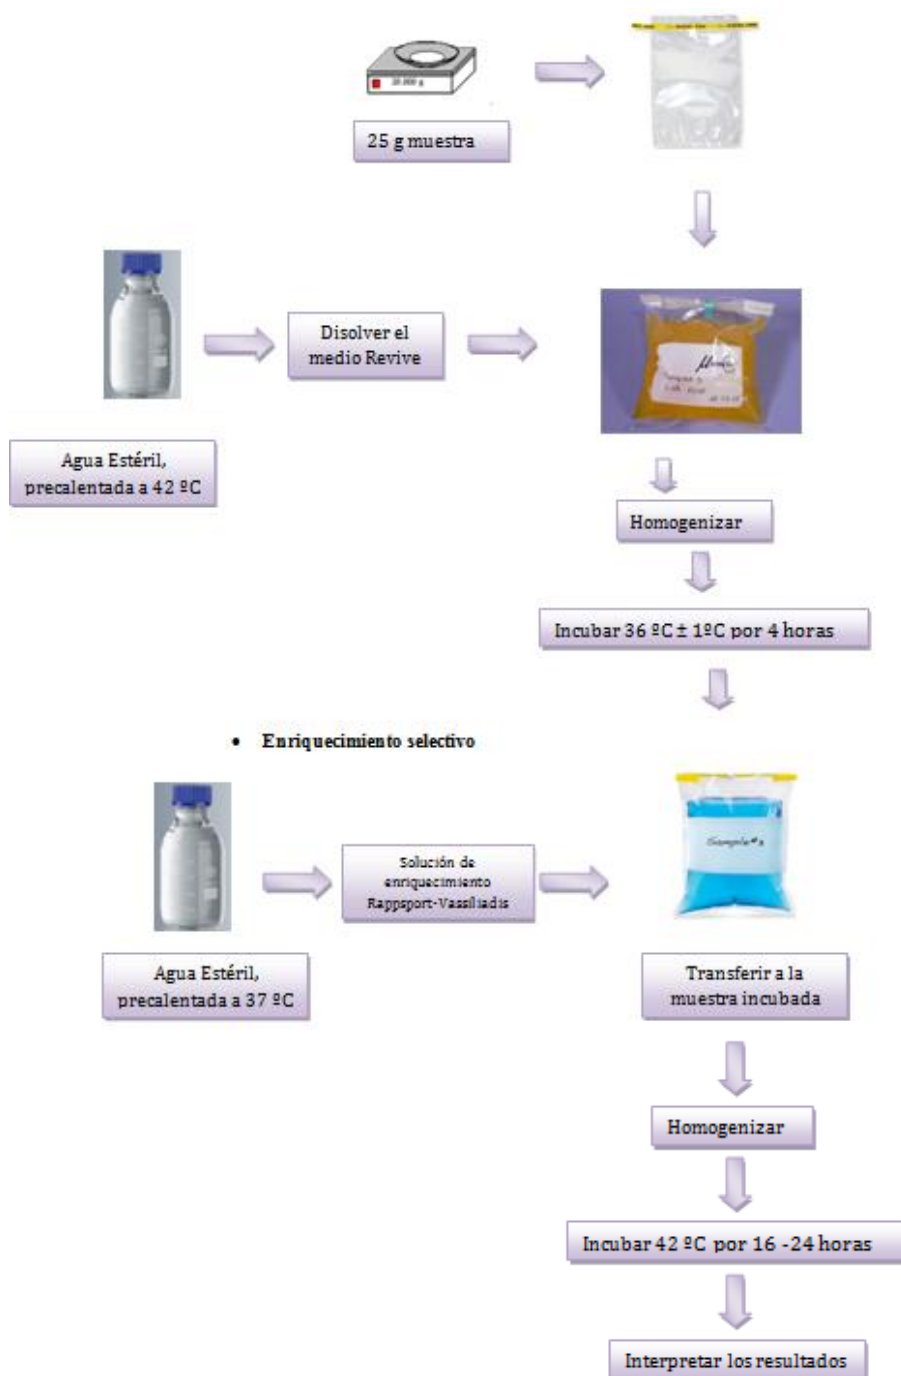 25 g muestra
Disolver el
medio Revive
Agua Estéril,
precalentada a 42 ºC
Homogenizar
Incubar 36 ºC ± 1ºC por 4 horas
• Enriquecimiento selectivo
Sample #2
Solución de
enriquecimiento
Rappsport-Vassiliadis
Agua Estéril,
precalentada a 37 ºC
Transferir a la
muestra incubada
Homogenizar
Incubar 42 ºC por 16 -24 horas
Interpretar los resultados